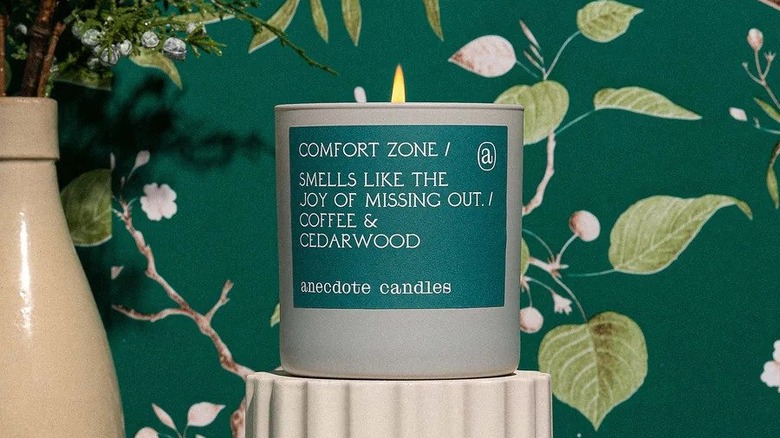 COMFORT ZONE /
ⓐ
SMELLS LIKE THE
JOY OF MISSING OUT. /
COFFEE &
CEDARWOOD
anecdote candles